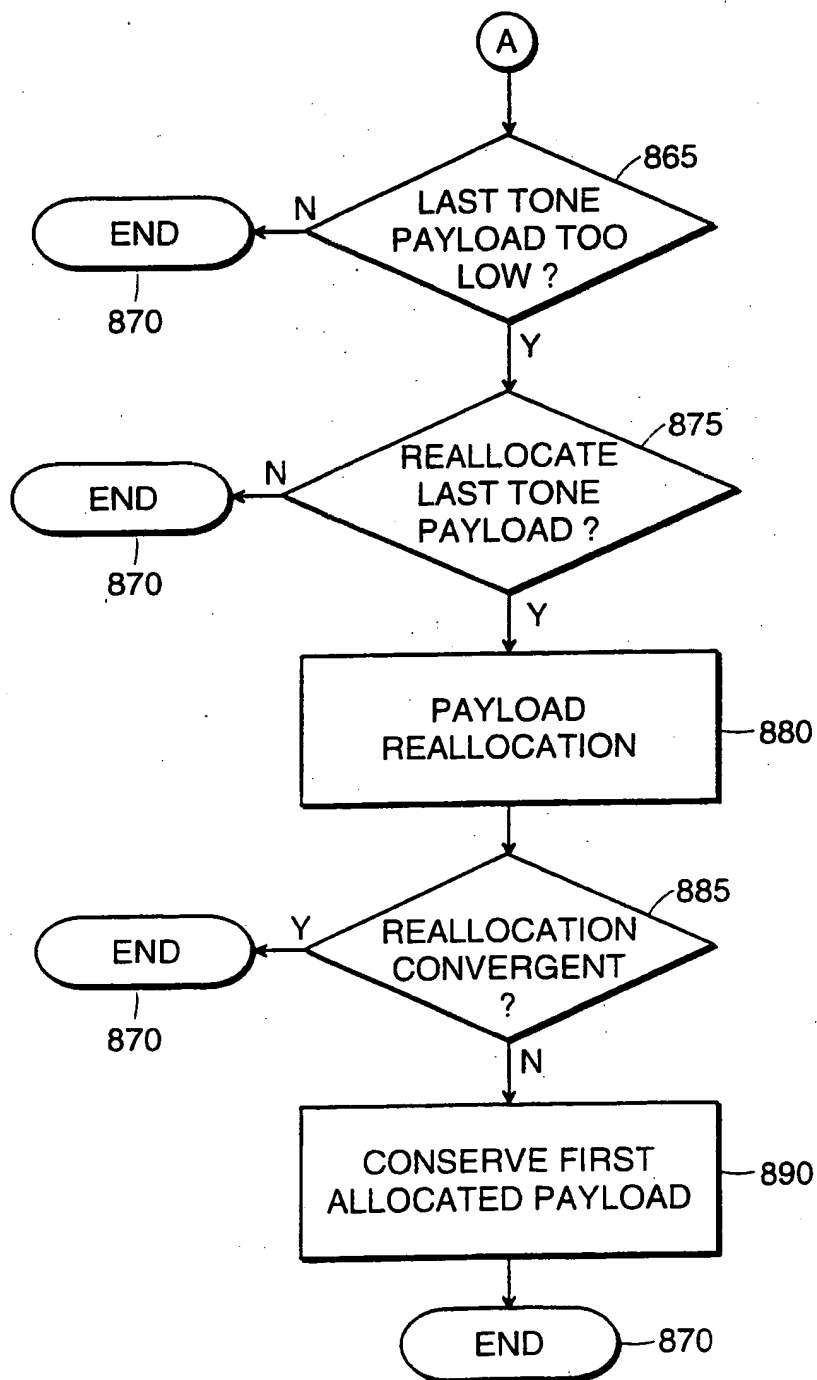 A
865
LAST TONE
PAYLOAD TOO
LOW ?
N
END
870
Y
875
REALLOCATE
LAST TONE
PAYLOAD ?
N
END
870
Y
PAYLOAD
REALLOCATION
880
885
REALLOCATION
CONVERGENT
?
Y
END
870
N
CONSERVE FIRST
ALLOCATED PAYLOAD
890
END
870